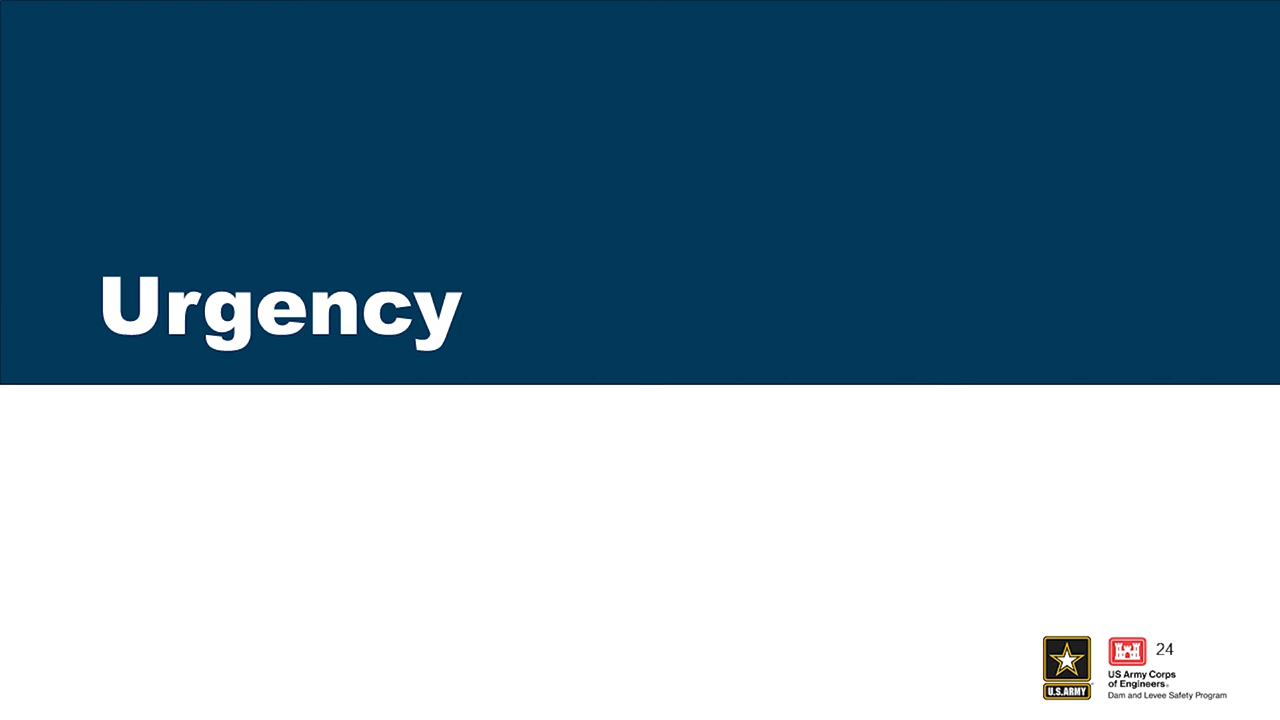 Urgency
24
U.S.ARMY
US Army Corps
of Engineers®
Dam and Levee Safety Program